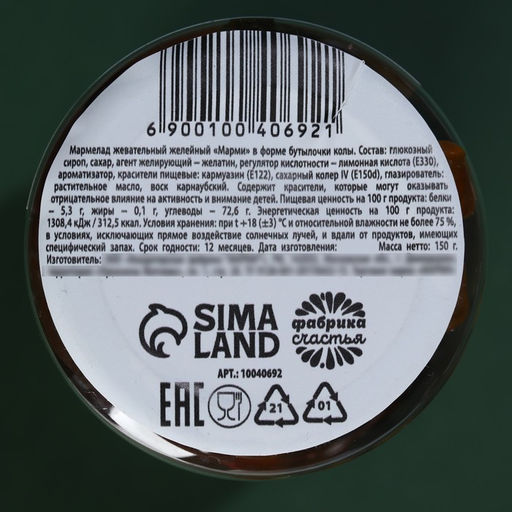 6 900100 406921
Мармелад жевательный желейный «Марми» в форме бутылочки колы. Состав: глюкозный
сироп, сахар, агент желирующий – желатин, регулятор кислотности – лимонная кислота (Е330),
ароматизатор, красители пищевые: кармуазин (Е122), сахарный колер IV (E150d), глазирователь:
растительное масло, воск карнаубский. Содержит красители, которые могут оказывать
отрицательное влияние на активность и внимание детей. Пищевая ценность на 100 г продукта: белки
– 5,3 г, жиры – 0,1 г, углеводы – 72,6 г. Энергетическая ценность на 100 г продукта:
1308,4 кДж / 312,5 ккал. Условия хранения: при t +18 (±3) °С и относительной влажности не более 75 %,
в условиях, исключающих прямое воздействие солнечных лучей, и вдали от продуктов, имеющих
специфический запах. Срок годности: 12 месяцев. Дата изготовления: Масса нетто: 150 г.
Изготовитель:
SIMA LAND
фабрика счастья
АРТ.: 10040692
EAC
21
01